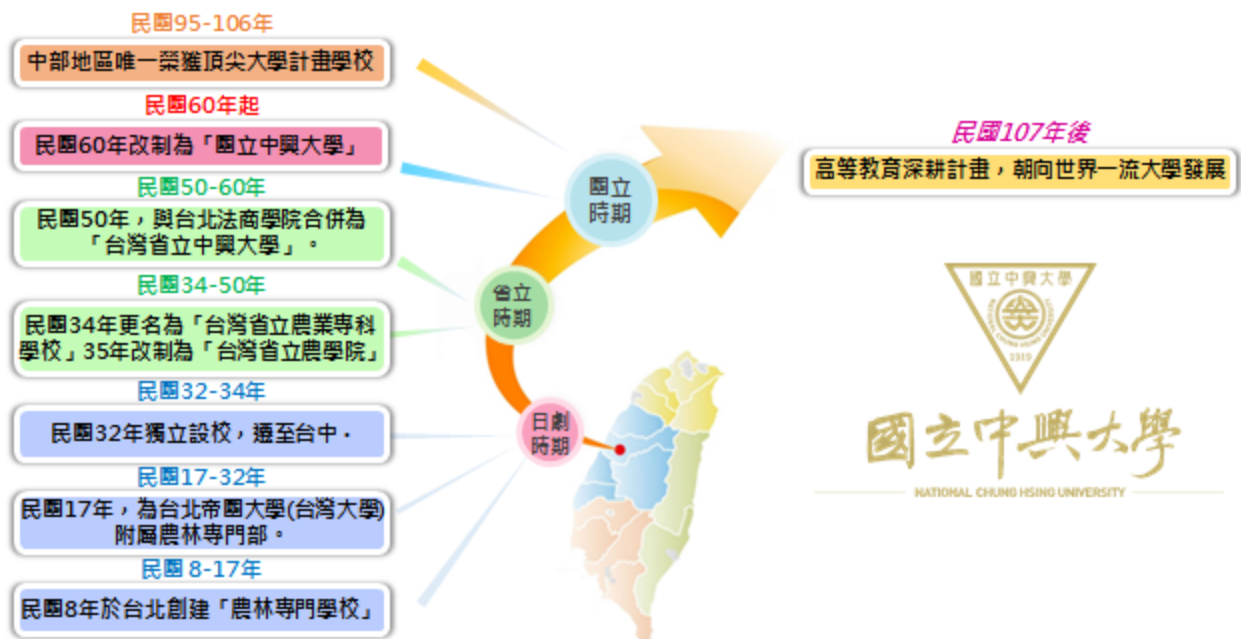 民國95-106年
中部地區唯一榮獲頂尖大學計畫學校
民國60年起
民國60年改制為「國立中興大學」
民國50-60年
民國50年，與台北法商學院合併為
「台灣省立中興大學」。
民國34-50年
民國34年更名為「台灣省立農業專科
學校」35年改制為「台灣省立農學院」
民國32-34年
民國32年獨立設校，遷至台中．
民國17-32年
民國17年，為台北帝國大學(台灣大學)
附屬農林專門部。
民國 8-17年
民國8年於台北創建「農林專門學校」
國立
時期
省立
時期
日劇
時期
民國107年後
高等教育深耕計畫，朝向世界一流大學發展
國立中興大學
NATIONAL CHUNG HSING UNIVERSITY
1919
國立中興大學
NATIONAL CHUNG HSING UNIVERSITY